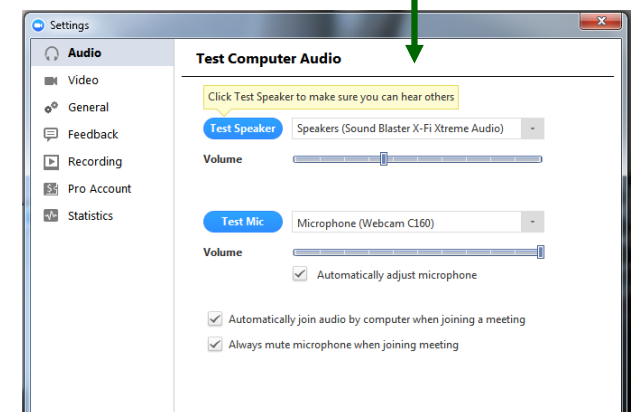 Settings
Audio
Video
General
Feedback
Recording
Pro Account
Statistics
Test Computer Audio
Click Test Speaker to make sure you can hear others
Test Speaker
Speakers (Sound Blaster X-Fi Xtreme Audio)
Volume
Test Mic
Microphone (Webcam C160)
Volume
Automatically adjust microphone
Automatically join audio by computer when joining a meeting
Always mute microphone when joining meeting